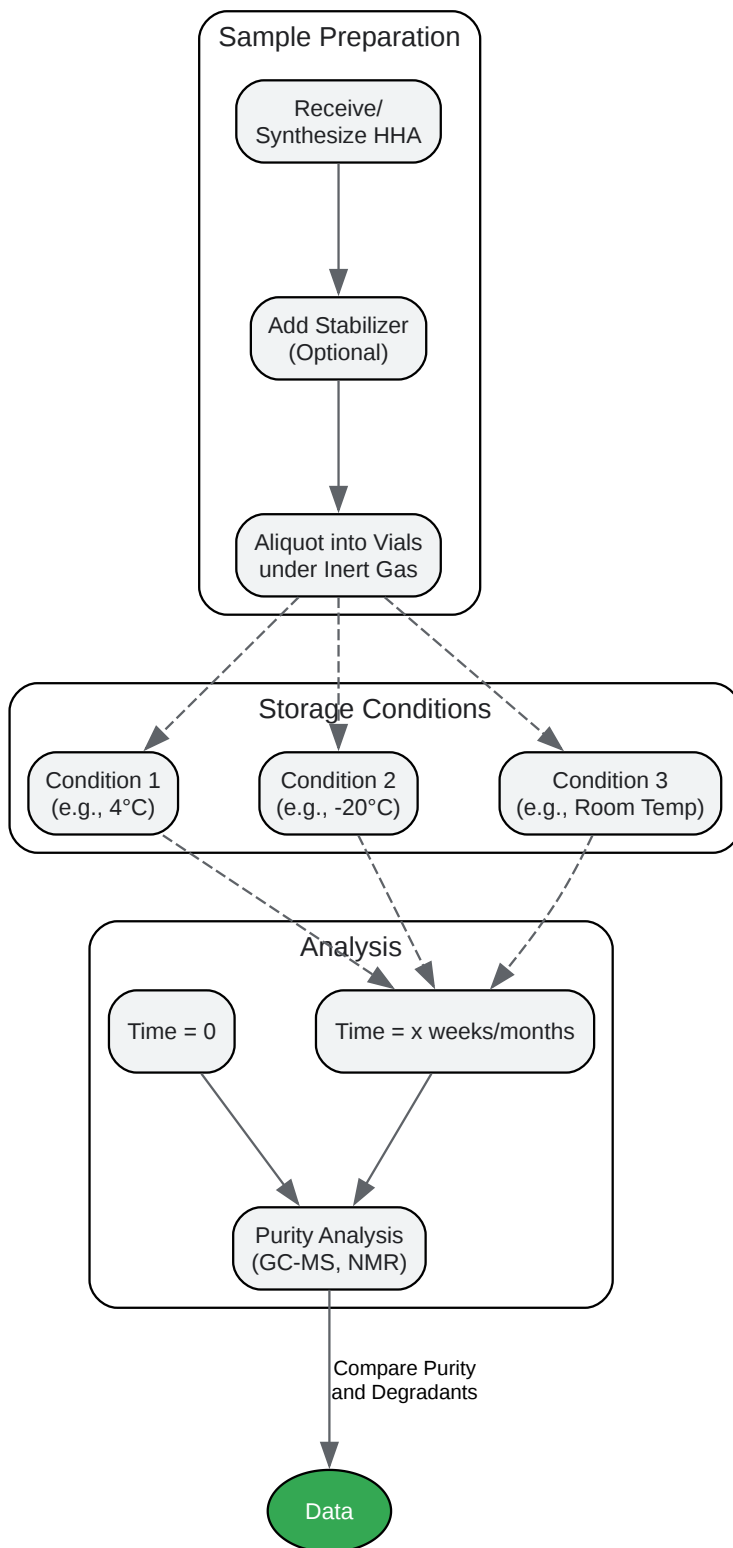 Sample Preparation
Receive/
Synthesize HHA
Add Stabilizer
(Optional)
Aliquot into Vials
under Inert Gas
Storage Conditions
Condition 1
(e.g., 4°C)
Condition 2
(e.g., -20°C)
Condition 3
(e.g., Room Temp)
Analysis
Time = 0
Time = x weeks/months
Purity Analysis
(GC-MS, NMR)
Compare Purity
and Degradants
Data